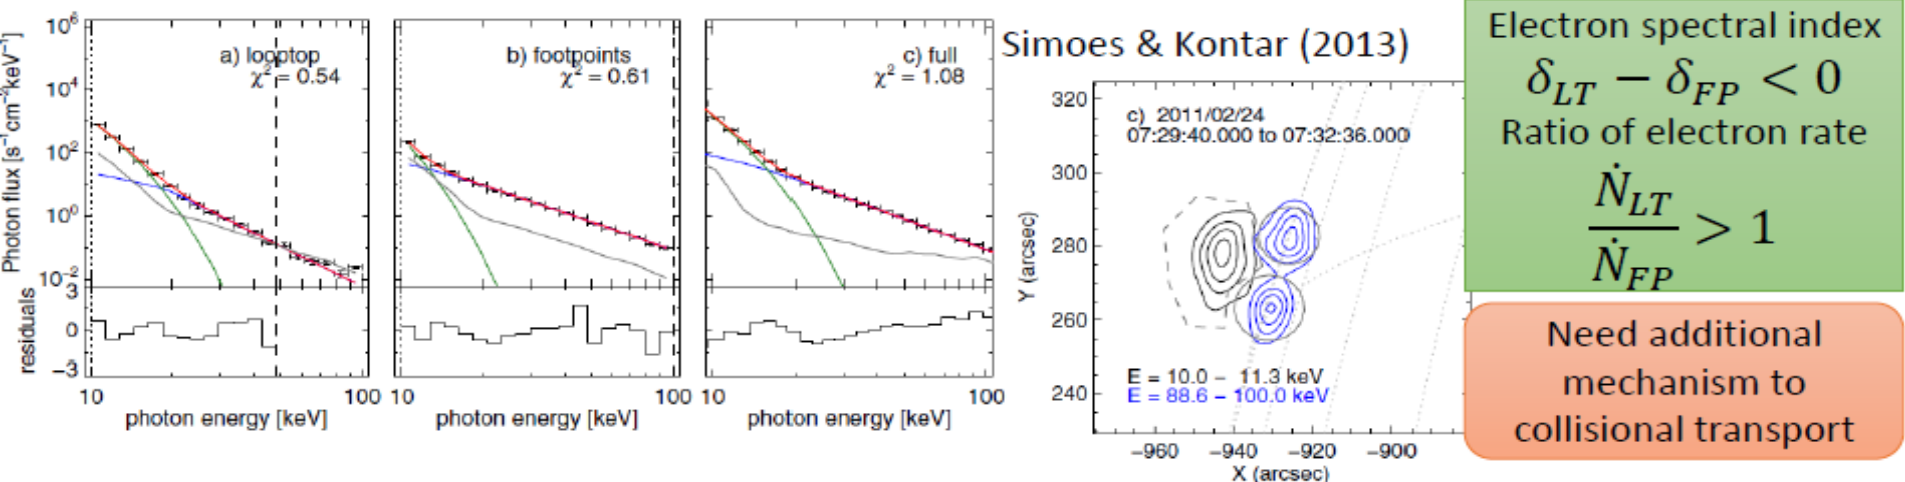 Photon flux [s⁻¹cm⁻²keV⁻¹]
10⁶
10⁴
10²
10⁰
10⁻²
residuals
3
0
−3
a) looptop
χ² = 0.54
10
100
photon energy [keV]
b) footpoints
χ² = 0.61
10
100
photon energy [keV]
c) full
χ² = 1.08
10
100
photon energy [keV]
Simoes & Kontar (2013)
Y (arcsec)
320
300
280
260
240
c) 2011/02/24
07:29:40.000 to 07:32:36.000
E = 10.0 − 11.3 keV
E = 88.6 − 100.0 keV
−960 −940 −920 −900
X (arcsec)
Electron spectral index
δ_LT − δ_FP < 0
Ratio of electron rate
Ṅ_LT / Ṅ_FP > 1
Need additional
mechanism to
collisional transport